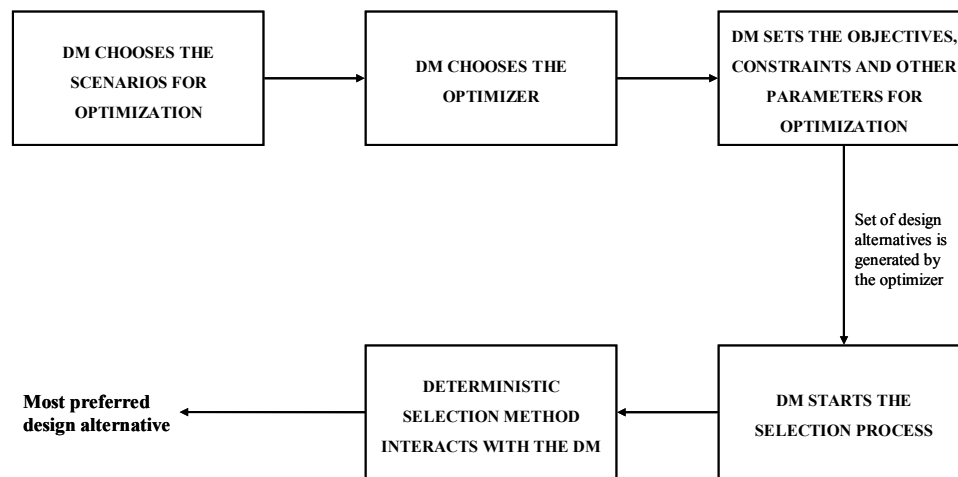 DM CHOOSES THE
SCENARIOS FOR
OPTIMIZATION
DM CHOOSES THE
OPTIMIZER
DM SETS THE OBJECTIVES,
CONSTRAINTS AND OTHER
PARAMETERS FOR
OPTIMIZATION
Set of design
alternatives is
generated by
the optimizer
DM STARTS THE
SELECTION PROCESS
DETERMINISTIC
SELECTION METHOD
INTERACTS WITH THE DM
Most preferred
design alternative